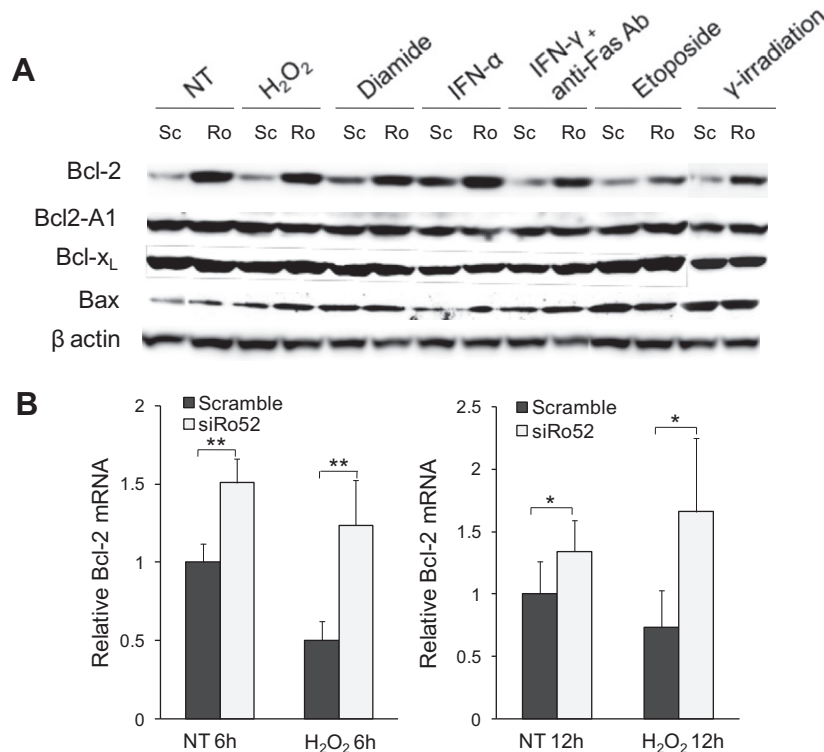 A
NT
H₂O₂
Diamide
IFN-α
IFN-γ +
anti-Fas Ab
Etoposide
γ-irradiation
Sc Ro Sc Ro Sc Ro Sc Ro Sc Ro Sc Ro Sc Ro
Bcl-2
Bcl2-A1
Bcl-xL
Bax
β actin
B
Relative Bcl-2 mRNA
2
1.5
1
0.5
0
Scramble
siRo52
**
**
NT 6h
H₂O₂ 6h
Relative Bcl-2 mRNA
2.5
2
1.5
1
0.5
0
Scramble
siRo52
*
*
NT 12h
H₂O₂ 12h